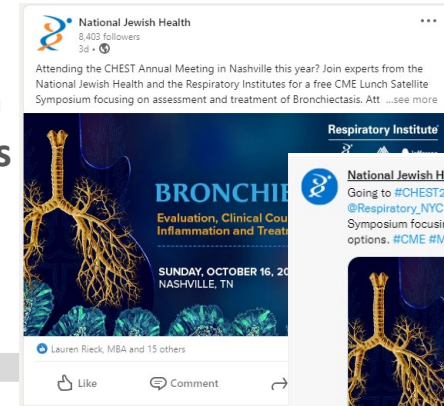 National Jewish Health
8,403 followers
3d •
Attending the CHEST Annual Meeting in Nashville this year? Join experts from the
National Jewish Health and the Respiratory Institutes for a free CME Lunch Satellite
Symposium focusing on assessment and treatment of Bronchiectasis. Att ...see more
Respiratory Institute
BRONCHIE
Evaluation, Clinical Cou
Inflammation and Treat
SUNDAY, OCTOBER 16, 20
NASHVILLE, TN
Lauren Rieck, MBA and 15 others
Like Comment
s
National Jewish H
Going to #CHEST2
@Respiratory_NYC
Symposium focusin
options. #CME #M